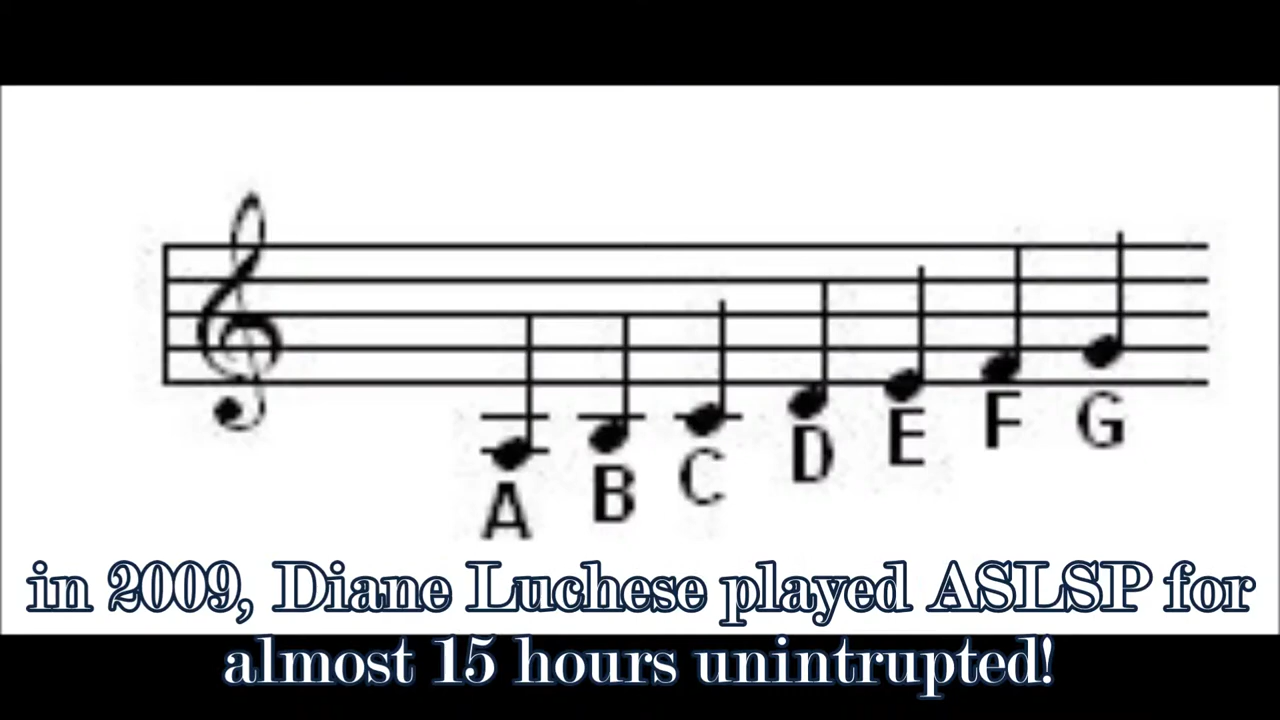 A B C D E F G
in 2009, Diane Luchese played ASLSP for
almost 15 hours unintrupted!